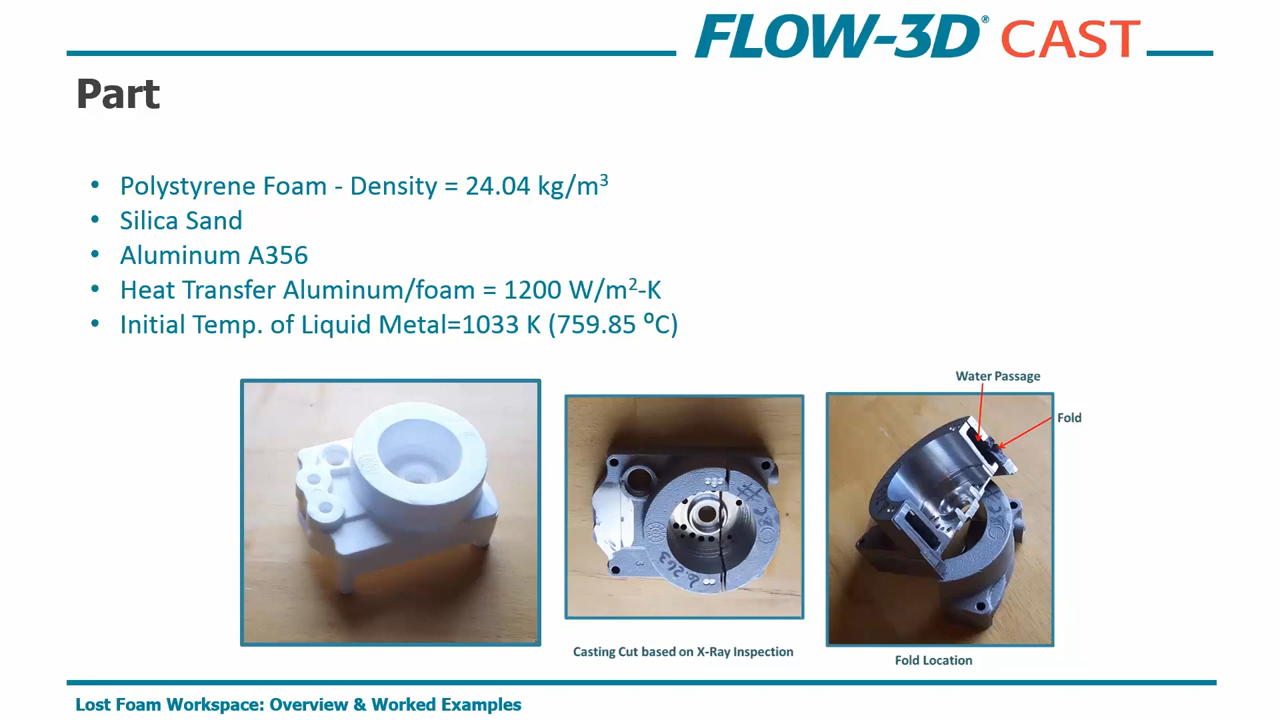 FLOW-3D® CAST
Part
• Polystyrene Foam - Density = 24.04 kg/m³
• Silica Sand
• Aluminum A356
• Heat Transfer Aluminum/foam = 1200 W/m²-K
• Initial Temp. of Liquid Metal=1033 K (759.85 ⁰C)
Water Passage
Fold
Casting Cut based on X-Ray Inspection
Fold Location
Lost Foam Workspace: Overview & Worked Examples